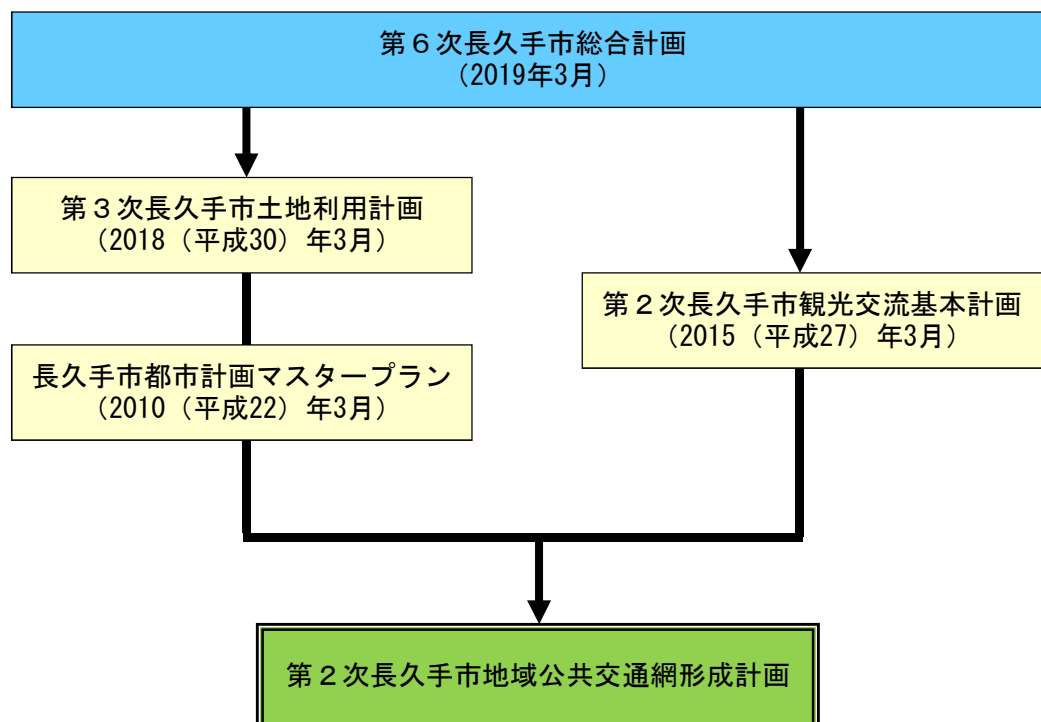 第６次長久手市総合計画
（2019年3月）
第３次長久手市土地利用計画
（2018（平成30）年3月）
第２次長久手市観光交流基本計画
（2015（平成27）年3月）
長久手市都市計画マスタープラン
（2010（平成22）年3月）
第２次長久手市地域公共交通網形成計画